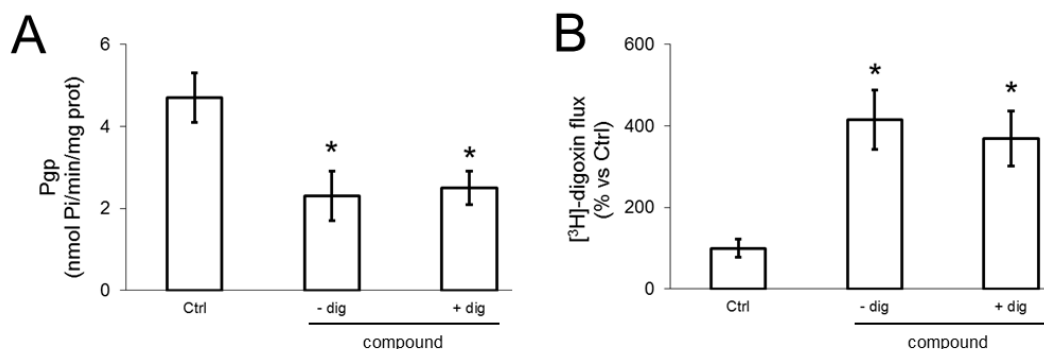 A
Pgp
(nmol Pi/min/mg prot)
6
4
2
0
*
*
Ctrl
- dig
+ dig
compound
B
[³H]-digoxin flux
(% vs Ctrl)
600
400
200
0
*
*
Ctrl
- dig
+ dig
compound